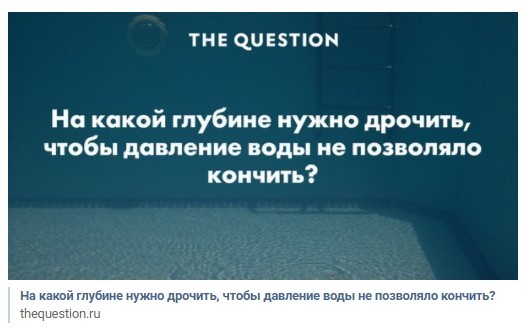 THE QUESTION
На какой глубине нужно дрочить,
чтобы давление воды не позволяло
кончить?
На какой глубине нужно дрочить, чтобы давление воды не позволяло кончить?
thequestion.ru